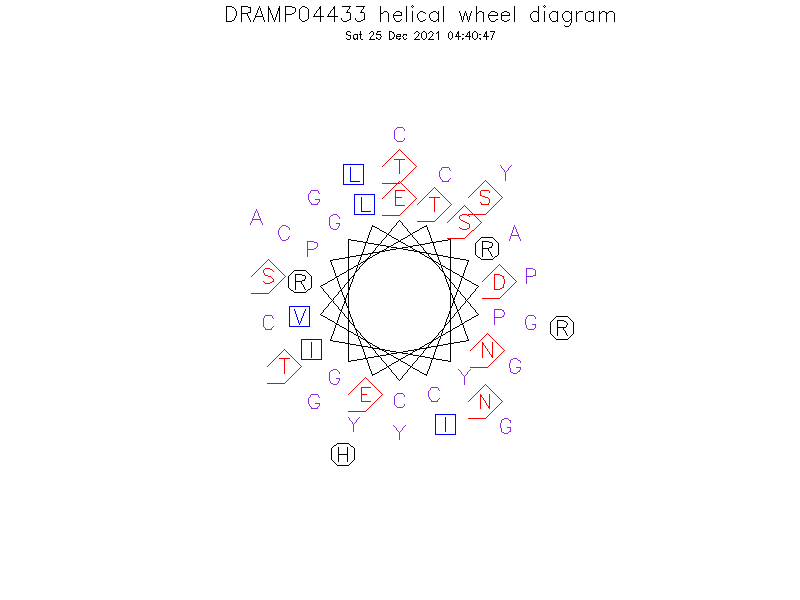 DRAMP04433 helical wheel diagram
Sat 25 Dec 2021 04:40:47
C
L T C Y
G L E T S S
A C G P R A
S R D P
C V P G R
T I N G
G G E C C Y N
Y Y I G
H